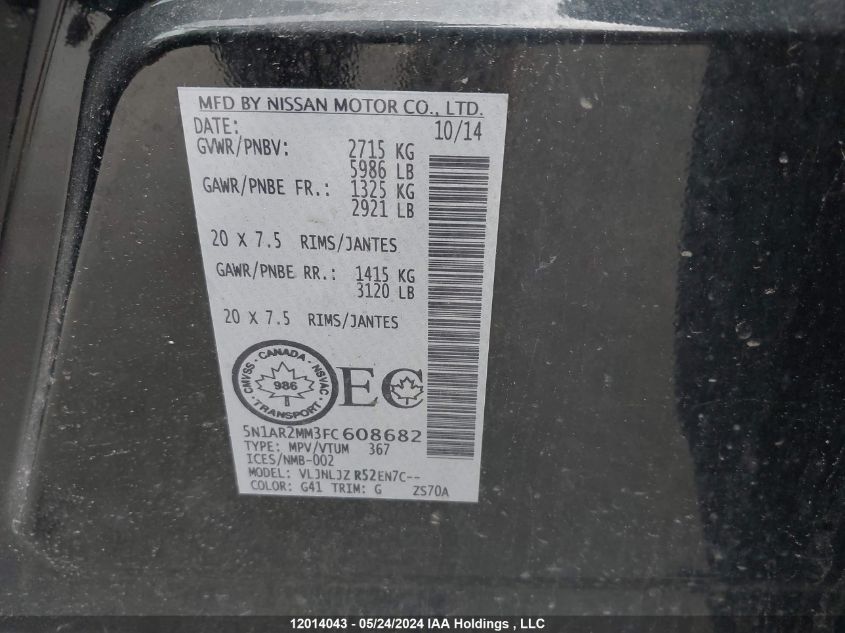 MFD BY NISSAN MOTOR CO., LTD.
DATE: 10/14
GVWR/PNBV: 2715 KG
5986 LB
GAWR/PNBE FR.: 1325 KG
2921 LB
20 X 7.5 RIMS/JANTES
GAWR/PNBE RR.: 1415 KG
3120 LB
20 X 7.5 RIMS/JANTES
CMVSS · CANADA · NSVAC
986
TRANSPORT
EC
5N1AR2MM3FC608682
TYPE: MPV/VTUM 367
ICES/NMB-002
MODEL: VLJNLJZ R52EN7C--
COLOR: G41 TRIM: G ZS70A
12014043 - 05/24/2024 IAA Holdings , LLC